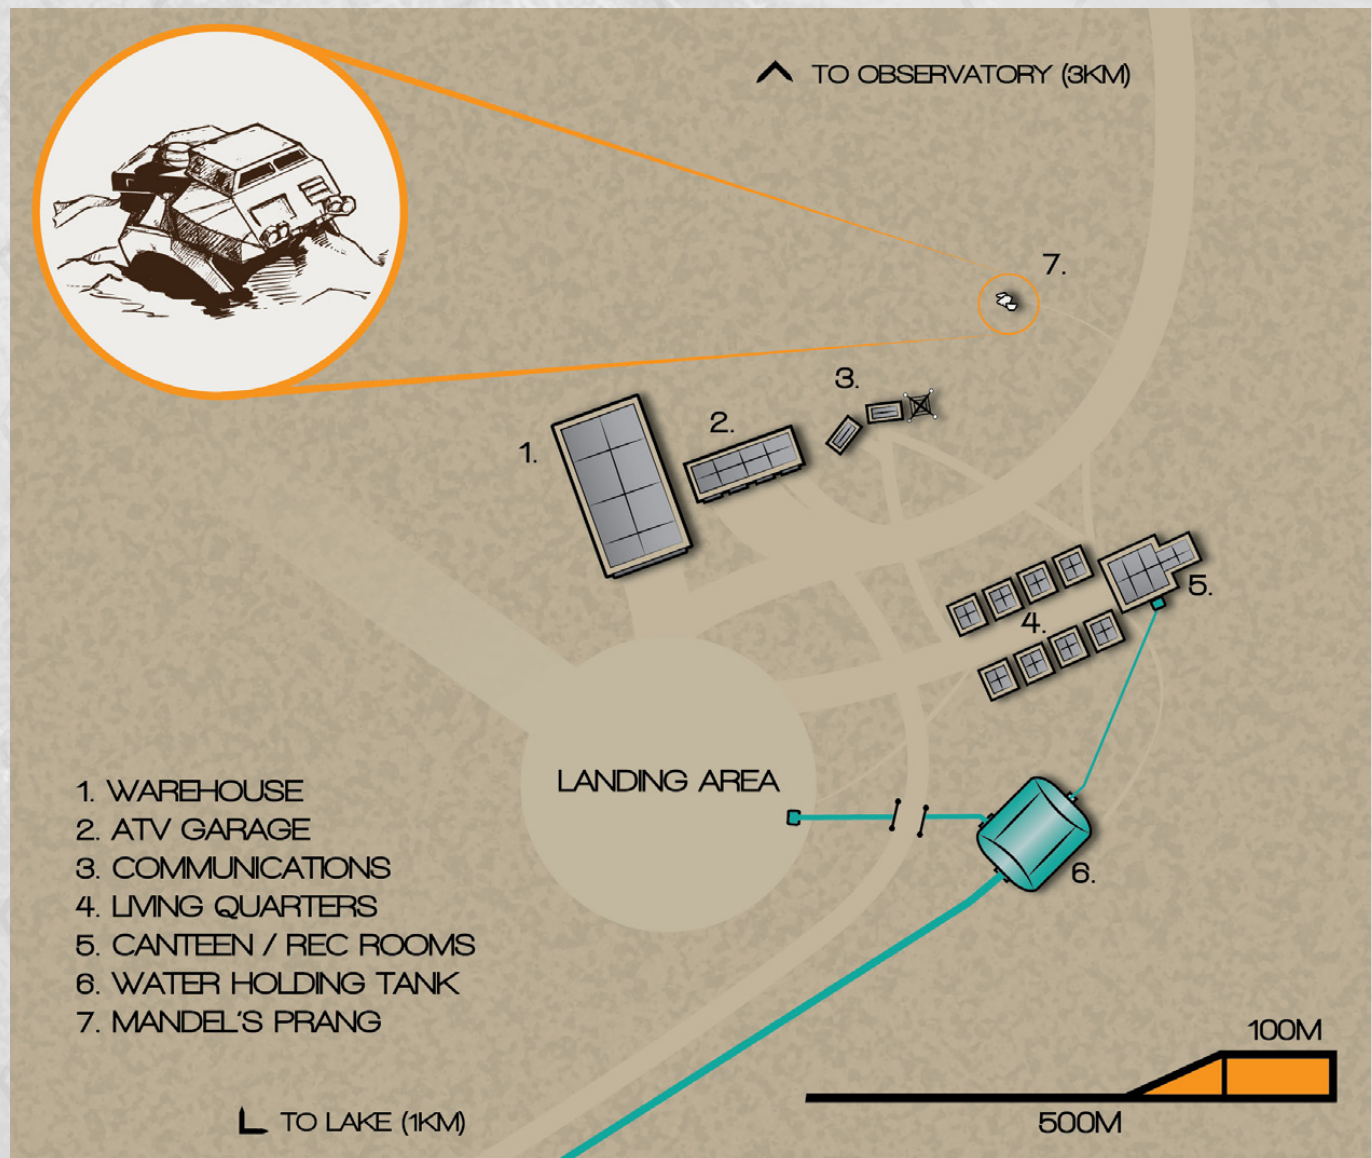 TO OBSERVATORY (3KM)
7.
3.
2.
1.
5.
4.
LANDING AREA
6.
1. WAREHOUSE
2. ATV GARAGE
3. COMMUNICATIONS
4. LIVING QUARTERS
5. CANTEEN / REC ROOMS
6. WATER HOLDING TANK
7. MANDEL'S PRANG
100M
500M
TO LAKE (1KM)